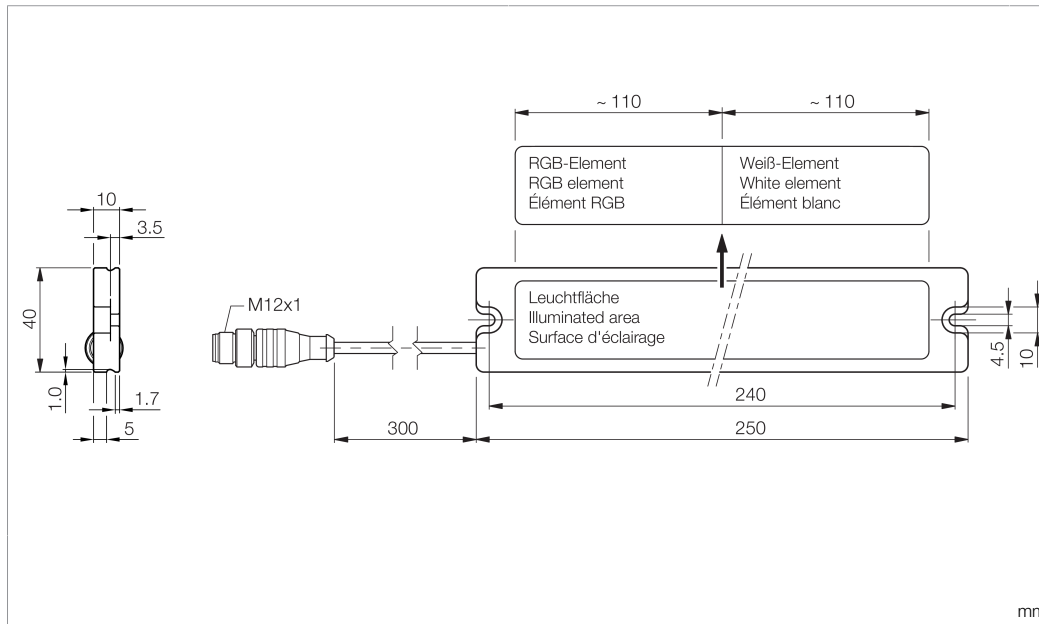 ~ 110
~ 110
RGB-Element
RGB element
Élément RGB
Weiß-Element
White element
Élément blanc
10
3.5
40
M12x1
Leuchtfläche
Illuminated area
Surface d'éclairage
4.5
10
1.0
1.7
5
240
300
250
mm